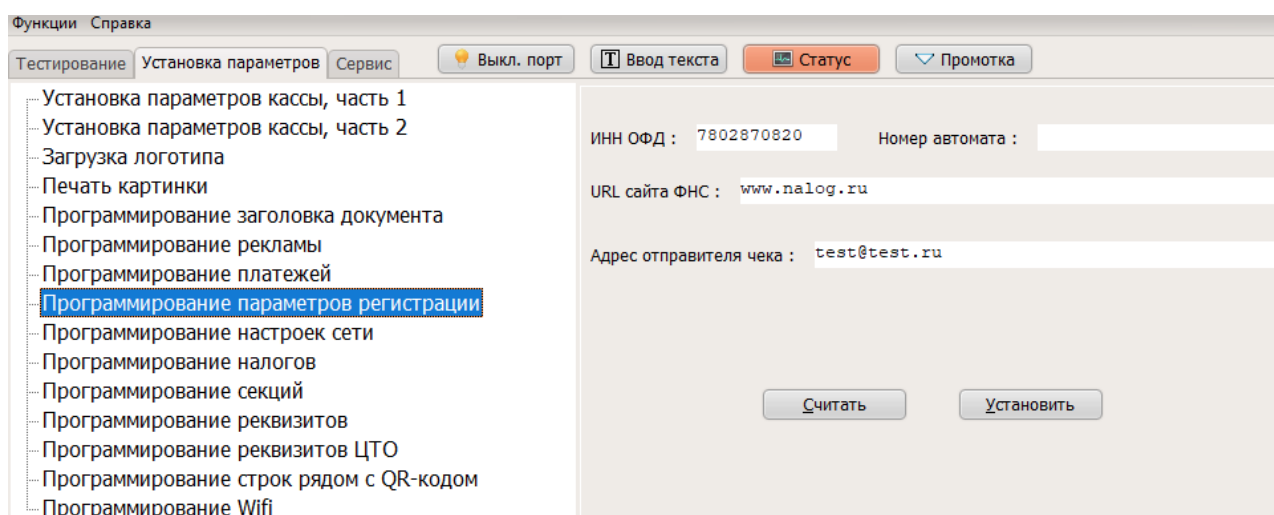 Функции Справка
Тестирование Установка параметров Сервис Выкл. порт Ввод текста Статус Промотка
Установка параметров кассы, часть 1
Установка параметров кассы, часть 2
Загрузка логотипа
Печать картинки
Программирование заголовка документа
Программирование рекламы
Программирование платежей
Программирование параметров регистрации
Программирование настроек сети
Программирование налогов
Программирование секций
Программирование реквизитов
Программирование реквизитов ЦТО
Программирование строк рядом с QR-кодом
Программирование Wifi
ИНН ОФД : 7802870820 Номер автомата :
URL сайта ФНС : www.nalog.ru
Адрес отправителя чека : test@test.ru
Считать Установить